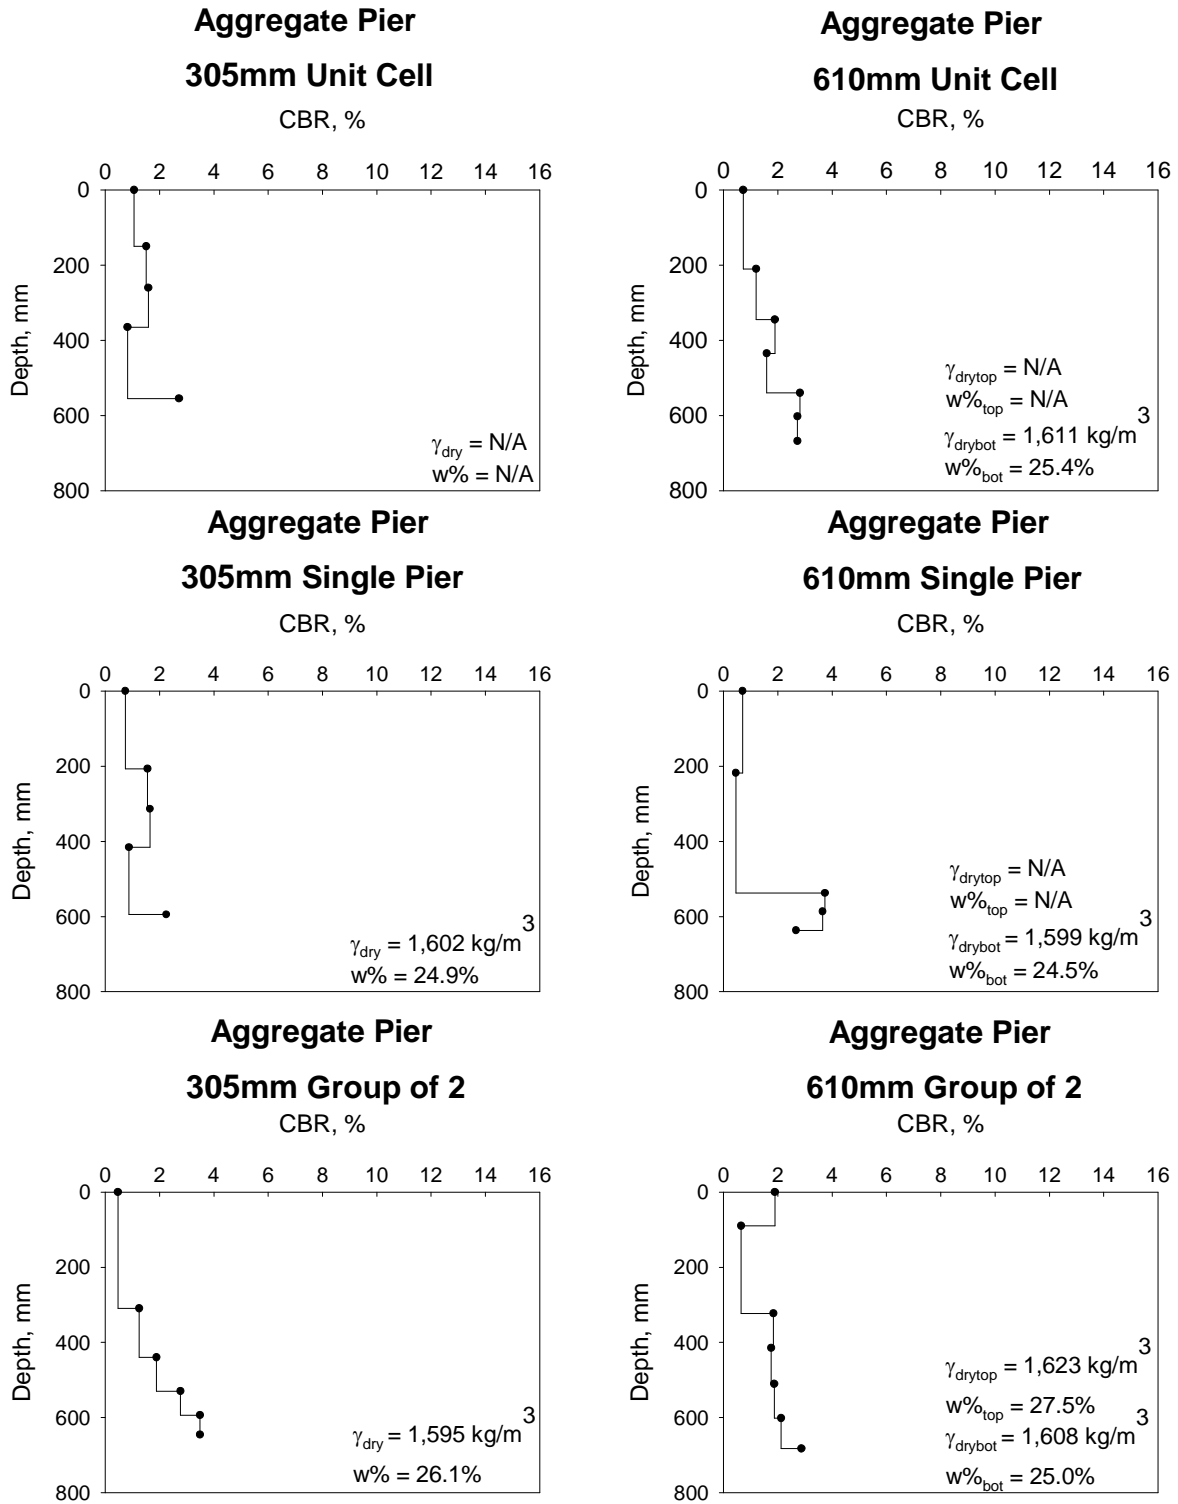 Aggregate Pier
305mm Unit Cell
CBR, %
0 2 4 6 8 10 12 14 16
0
200
400
600
800
Depth, mm
γdry = N/A
w% = N/A
Aggregate Pier
610mm Unit Cell
CBR, %
0 2 4 6 8 10 12 14 16
0
200
400
600
800
Depth, mm
γdrytop = N/A
w%top = N/A
γdrybot = 1,611 kg/m3
w%bot = 25.4%
Aggregate Pier
305mm Single Pier
CBR, %
0 2 4 6 8 10 12 14 16
0
200
400
600
800
Depth, mm
γdry = 1,602 kg/m3
w% = 24.9%
Aggregate Pier
610mm Single Pier
CBR, %
0 2 4 6 8 10 12 14 16
0
200
400
600
800
Depth, mm
γdrytop = N/A
w%top = N/A
γdrybot = 1,599 kg/m3
w%bot = 24.5%
Aggregate Pier
305mm Group of 2
CBR, %
0 2 4 6 8 10 12 14 16
0
200
400
600
800
Depth, mm
γdry = 1,595 kg/m3
w% = 26.1%
Aggregate Pier
610mm Group of 2
CBR, %
0 2 4 6 8 10 12 14 16
0
200
400
600
800
Depth, mm
γdrytop = 1,623 kg/m3
w%top = 27.5%
γdrybot = 1,608 kg/m3
w%bot = 25.0%